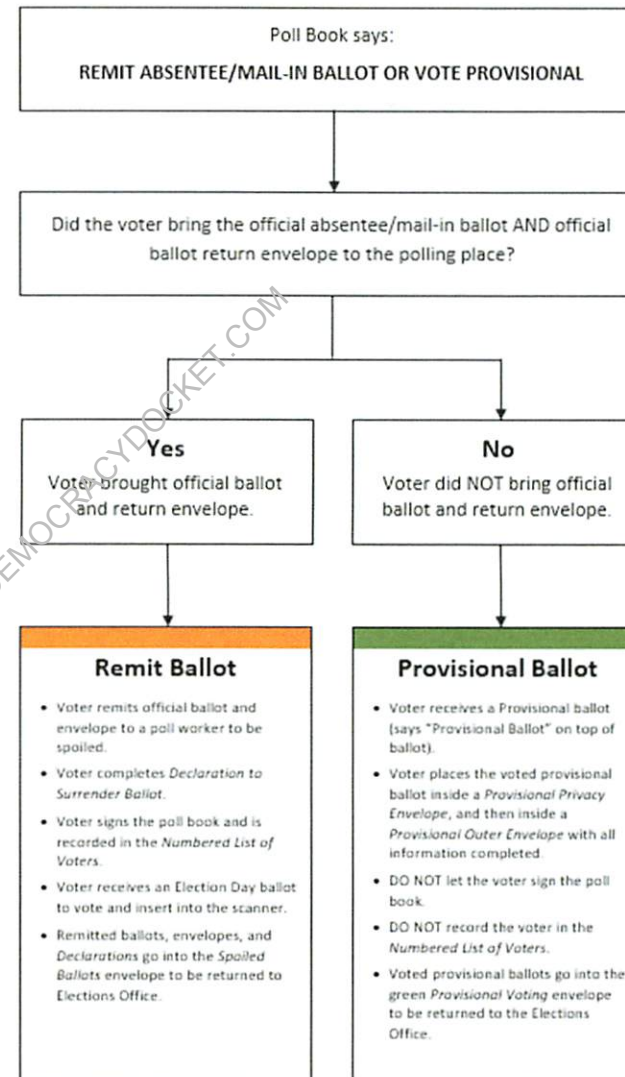 Poll Book says:
REMIT ABSENTEE/MAIL-IN BALLOT OR VOTE PROVISIONAL
Did the voter bring the official absentee/mail-in ballot AND official
ballot return envelope to the polling place?
Yes
Voter brought official ballot
and return envelope.
No
Voter did NOT bring official
ballot and return envelope.
Remit Ballot
• Voter remits official ballot and
envelope to a poll worker to be
spoiled.
• Voter completes Declaration to
Surrender Ballot.
• Voter signs the poll book and is
recorded in the Numbered List of
Voters.
• Voter receives an Election Day ballot
to vote and insert into the scanner.
• Remitted ballots, envelopes, and
Declarations go into the Spoiled
Ballots envelope to be returned to
Elections Office.
Provisional Ballot
• Voter receives a Provisional ballot
(says "Provisional Ballot" on top of
ballot).
• Voter places the voted provisional
ballot inside a Provisional Privacy
Envelope, and then inside a
Provisional Outer Envelope with all
information completed.
• DO NOT let the voter sign the poll
book.
• DO NOT record the voter in the
Numbered List of Voters.
• Voted provisional ballots go into the
green Provisional Voting envelope
to be returned to the Elections
Office.
DEMOCRACYDOCKET.COM